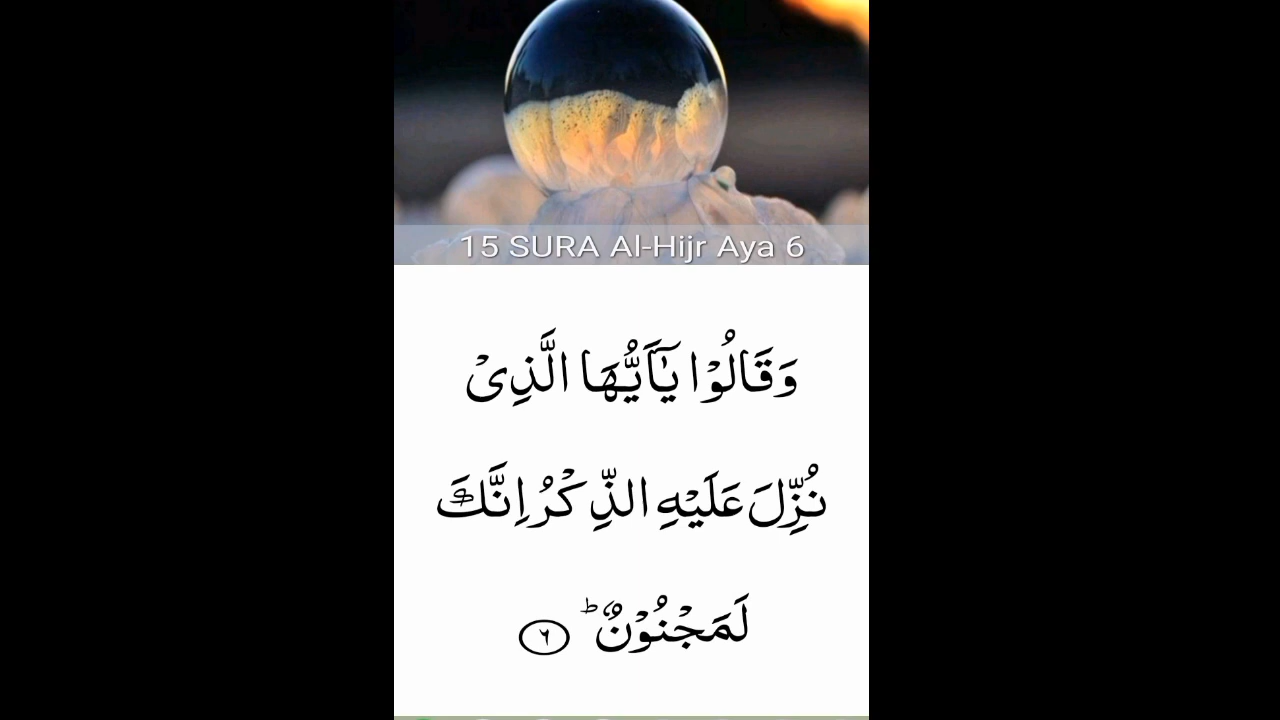 15 SURA Al-Hijr Aya 6
وَقَالُوْا يٰۤاَيُّهَا الَّذِىْ
نُزِّلَ عَلَيْهِ الذِّكْرُ اِنَّكَ
لَمَجْنُوْنٌ ؕ ٦